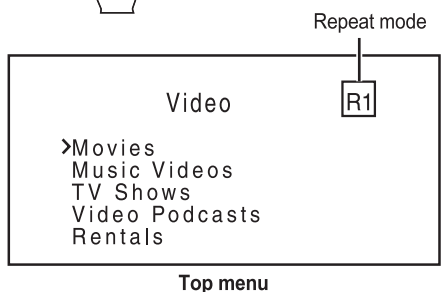 Repeat mode
Video R1
>Movies
Music Videos
TV Shows
Video Podcasts
Rentals
Top menu